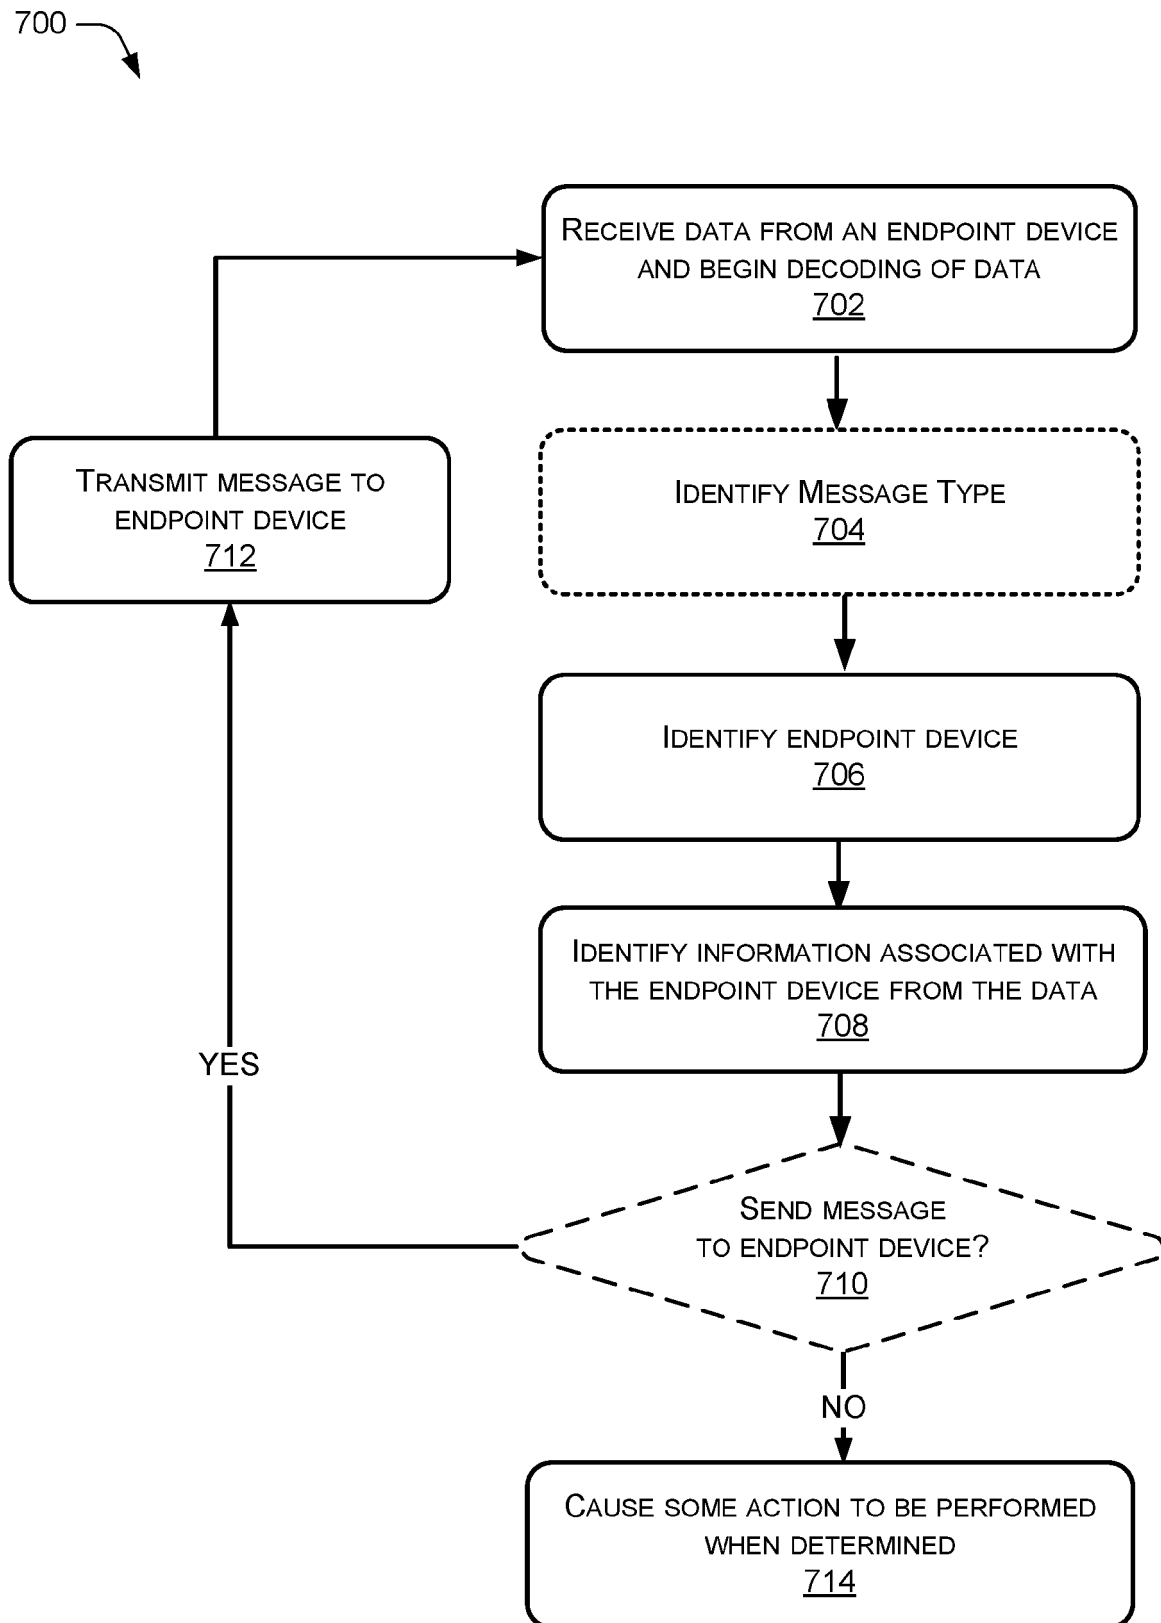 700
RECEIVE DATA FROM AN ENDPOINT DEVICE
AND BEGIN DECODING OF DATA
702
TRANSMIT MESSAGE TO
ENDPOINT DEVICE
712
IDENTIFY MESSAGE TYPE
704
IDENTIFY ENDPOINT DEVICE
706
IDENTIFY INFORMATION ASSOCIATED WITH
THE ENDPOINT DEVICE FROM THE DATA
708
YES
SEND MESSAGE
TO ENDPOINT DEVICE?
710
NO
CAUSE SOME ACTION TO BE PERFORMED
WHEN DETERMINED
714